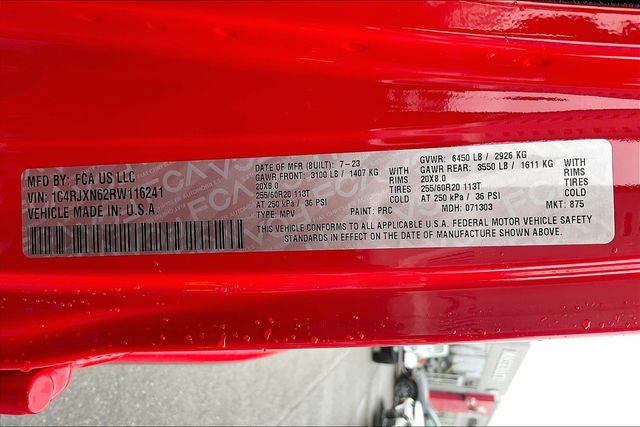 MFD BY: FCA US LLC
VIN: 1C4RJXN62RW116241
VEHICLE MADE IN: U.S.A.
DATE OF MFR (BUILT): 7-23
GAWR FRONT: 3100 LB / 1407 KG WITH
20X8.0 RIMS
255/60R20 113T TIRES
AT 250 kPa / 36 PSI COLD
TYPE: MPV PAINT: PRC
GVWR: 6450 LB / 2926 KG
GAWR REAR: 3550 LB / 1611 KG WITH
20X8.0 RIMS
255/60R20 113T TIRES
AT 250 kPa / 36 PSI COLD
MDH: 071303 MKT: 875
THIS VEHICLE CONFORMS TO ALL APPLICABLE U.S.A. FEDERAL MOTOR VEHICLE SAFETY
STANDARDS IN EFFECT ON THE DATE OF MANUFACTURE SHOWN ABOVE.